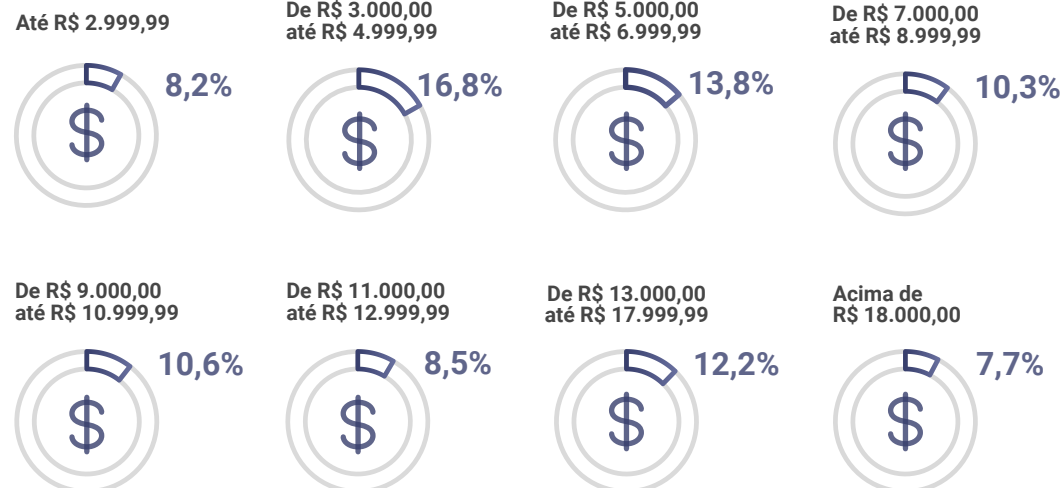 Até R$ 2.999,99
8,2%
$
De R$ 3.000,00
até R$ 4.999,99
16,8%
$
De R$ 5.000,00
até R$ 6.999,99
13,8%
$
De R$ 7.000,00
até R$ 8.999,99
10,3%
$
De R$ 9.000,00
até R$ 10.999,99
10,6%
$
De R$ 11.000,00
até R$ 12.999,99
8,5%
$
De R$ 13.000,00
até R$ 17.999,99
12,2%
$
Acima de
R$ 18.000,00
7,7%
$